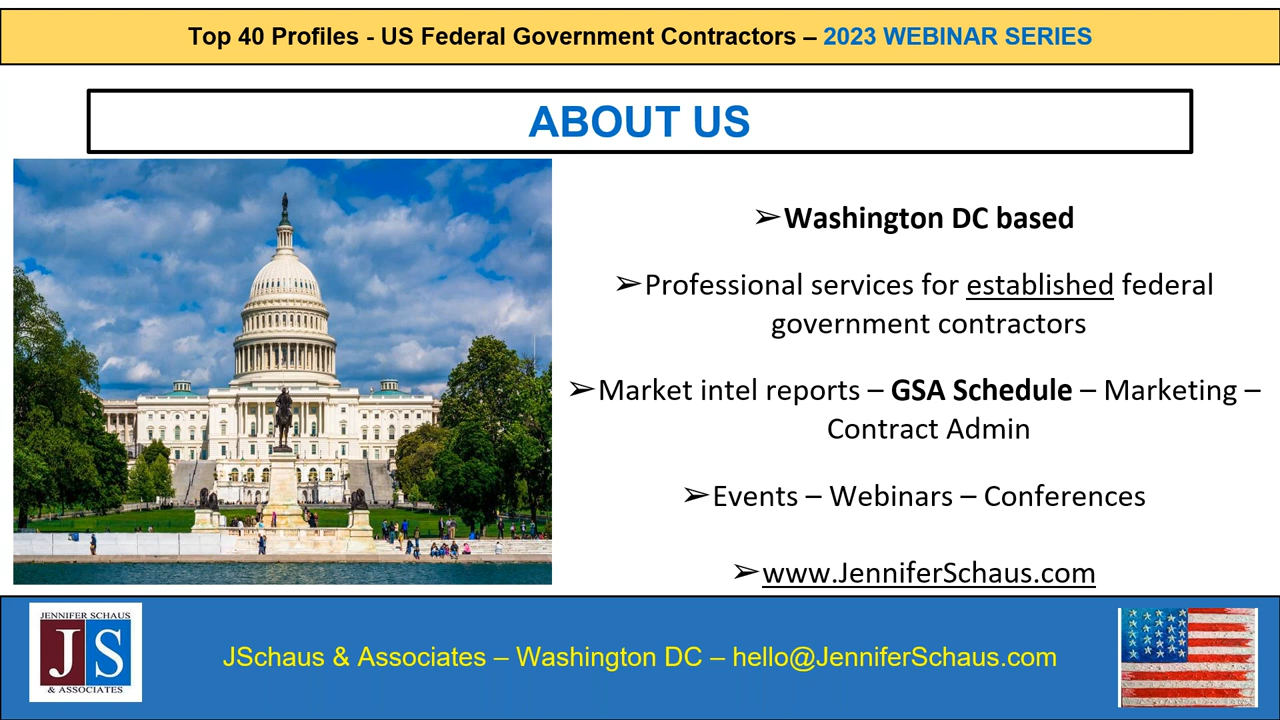 Top 40 Profiles - US Federal Government Contractors – 2023 WEBINAR SERIES
ABOUT US
➢Washington DC based
➢Professional services for established federal
government contractors
➢Market intel reports – GSA Schedule – Marketing –
Contract Admin
➢Events – Webinars – Conferences
➢www.JenniferSchaus.com
JENNIFER SCHAUS
JS
& ASSOCIATES
JSchaus & Associates – Washington DC – hello@JenniferSchaus.com